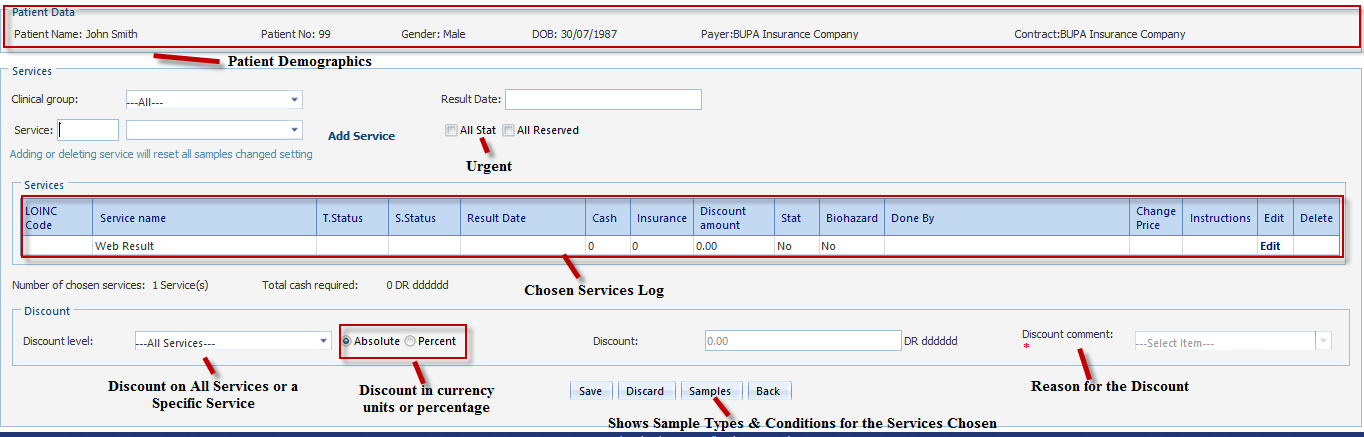 Patient Data
Patient Name: John Smith Patient No: 99 Gender: Male DOB: 30/07/1987 Payer:BUPA Insurance Company Contract:BUPA Insurance Company
Patient Demographics
Services
Clinical group: ---All--- Result Date:
Service: Add Service All Stat All Reserved
Adding or deleting service will reset all samples changed setting
Urgent
Services
LOINC Code Service name T.Status S.Status Result Date Cash Insurance Discount amount Stat Biohazard Done By Change Price Instructions Edit Delete
Web Result 0 0 0.00 No No Edit
Chosen Services Log
Number of chosen services: 1 Service(s) Total cash required: 0 DR dddddd
Discount
Discount level: ---All Services--- Absolute Percent Discount: 0.00 DR dddddd Discount comment: * ---Select Item---
Discount on All Services or a
Specific Service
Discount in currency
units or percentage
Reason for the Discount
Save Discard Samples Back
Shows Sample Types & Conditions for the Services Chosen